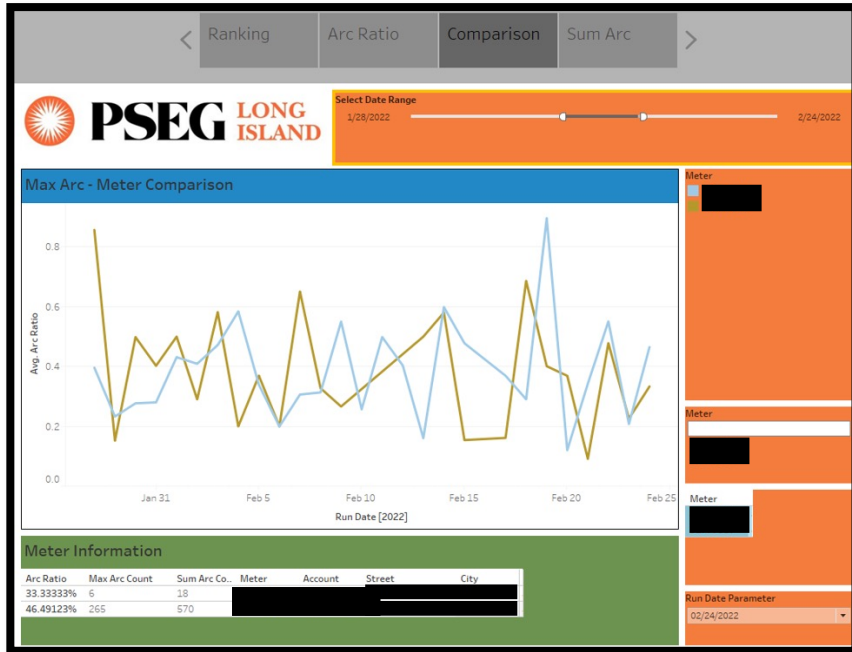 Ranking
Arc Ratio
Comparison
Sum Arc
PSEG LONG ISLAND
Select Date Range
1/28/2022
2/24/2022
Max Arc - Meter Comparison
Meter
0.8
0.6
0.4
0.2
0.0
Avg. Arc Ratio
Jan 31 Feb 5 Feb 10 Feb 15 Feb 20 Feb 25
Run Date [2022]
Meter
Meter
Run Date Parameter
02/24/2022
Meter Information
Arc Ratio Max Arc Count Sum Arc Co.. Meter Account Street City
33.33333% 6 18
46.49123% 265 570